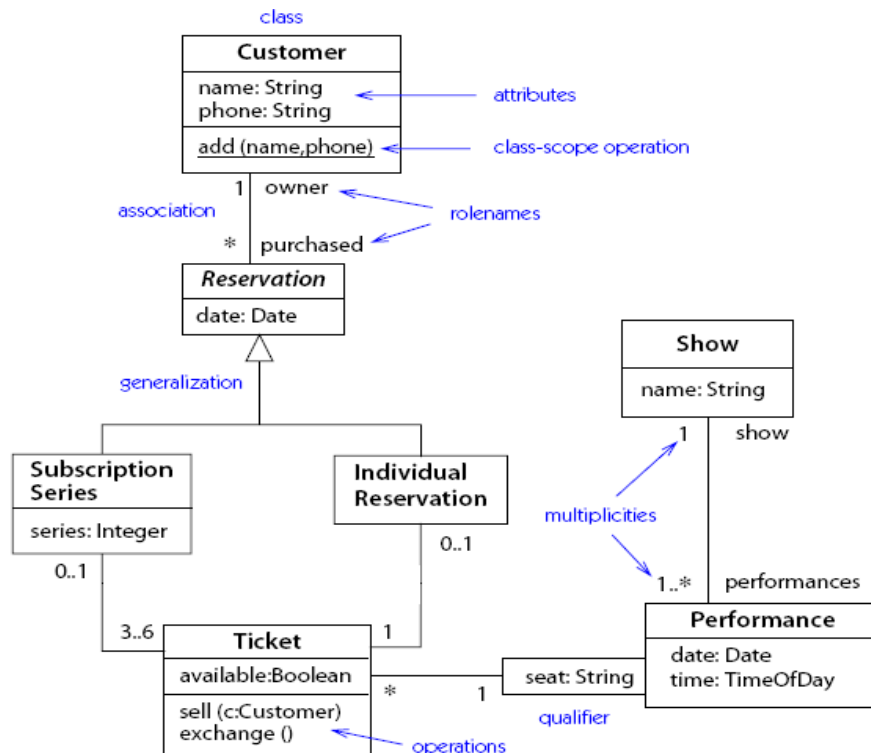 class
Customer
name: String
phone: String
attributes
add (name,phone)
class-scope operation
1
owner
association
rolenames
*
purchased
Reservation
date: Date
Show
name: String
generalization
1
show
Subscription
Series
series: Integer
Individual
Reservation
multiplicities
0..1
0..1
1..*
performances
3..6
1
Ticket
available:Boolean
sell (c:Customer)
exchange ()
*
1
seat: String
qualifier
Performance
date: Date
time: TimeOfDay
operations